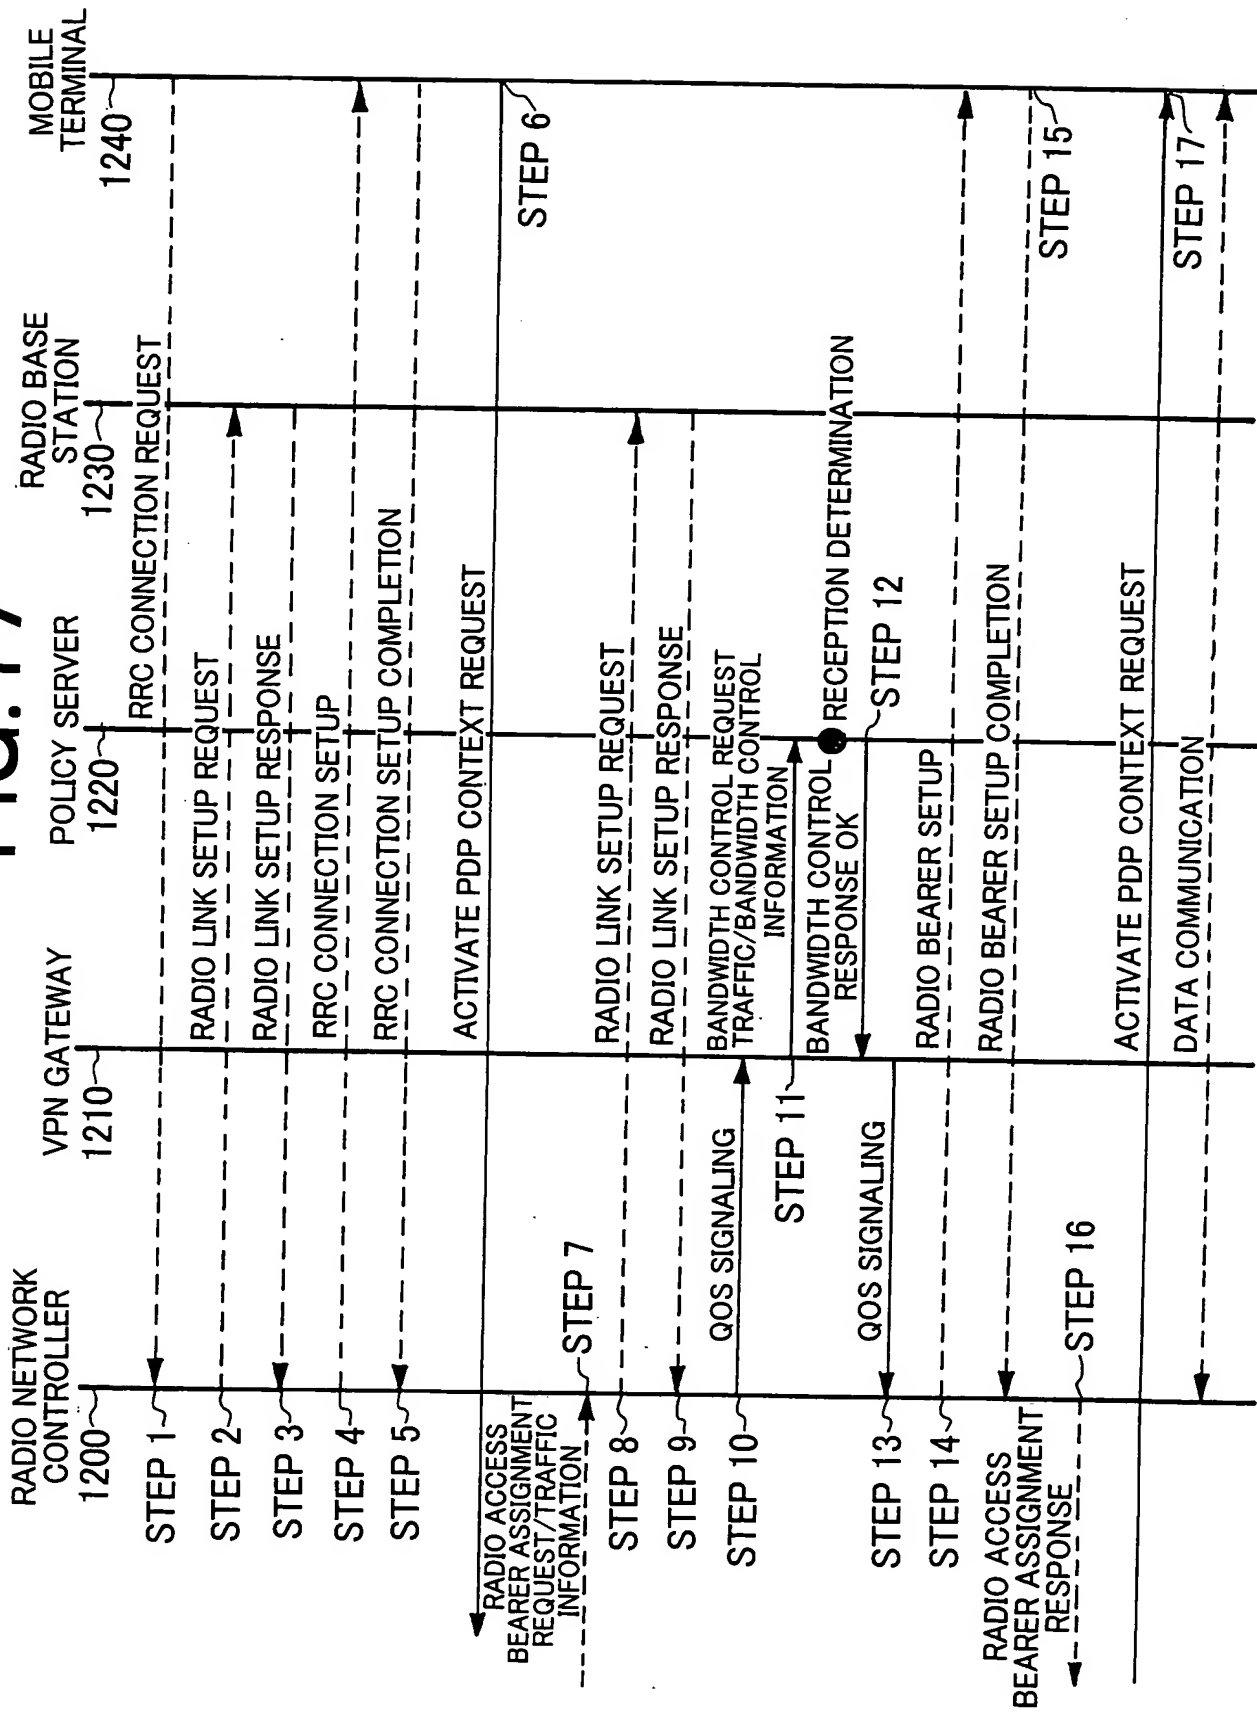 RADIO NETWORK
CONTROLLER
1200
VPN GATEWAY
1210
POLICY SERVER
1220
RADIO BASE
STATION
1230
MOBILE
TERMINAL
1240
STEP 1
RRC CONNECTION REQUEST
STEP 2
RADIO LINK SETUP REQUEST
STEP 3
RADIO LINK SETUP RESPONSE
STEP 4
RRC CONNECTION SETUP
STEP 5
RRC CONNECTION SETUP COMPLETION
ACTIVATE PDP CONTEXT REQUEST
STEP 6
RADIO ACCESS
BEARER ASSIGNMENT
REQUEST/TRAFFIC
INFORMATION
STEP 7
STEP 8
RADIO LINK SETUP REQUEST
STEP 9
RADIO LINK SETUP RESPONSE
STEP 10
QOS SIGNALING
BANDWIDTH CONTROL REQUEST
TRAFFIC/BANDWIDTH CONTROL
INFORMATION
STEP 11
RECEPTION DETERMINATION
BANDWIDTH CONTROL
RESPONSE OK
STEP 12
STEP 13
QOS SIGNALING
STEP 14
RADIO BEARER SETUP
RADIO BEARER SETUP COMPLETION
STEP 15
RADIO ACCESS
BEARER ASSIGNMENT
RESPONSE
STEP 16
ACTIVATE PDP CONTEXT REQUEST
STEP 17
DATA COMMUNICATION